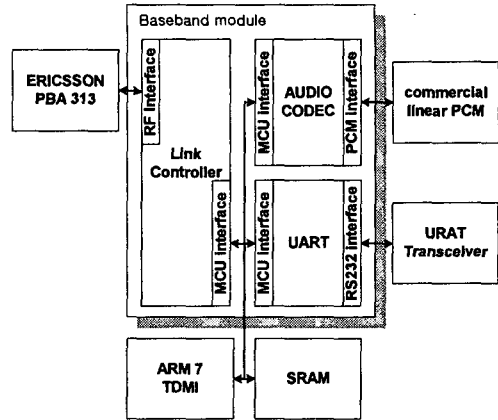 Baseband module
ERICSSON
PBA 313
RF Interface
Link
Controller
MCU interface
MCU interface
AUDIO
CODEC
PCM interface
commercial
linear PCM
MCU interface
UART
RS232 interface
URAT
Transceiver
ARM 7
TDMI
SRAM